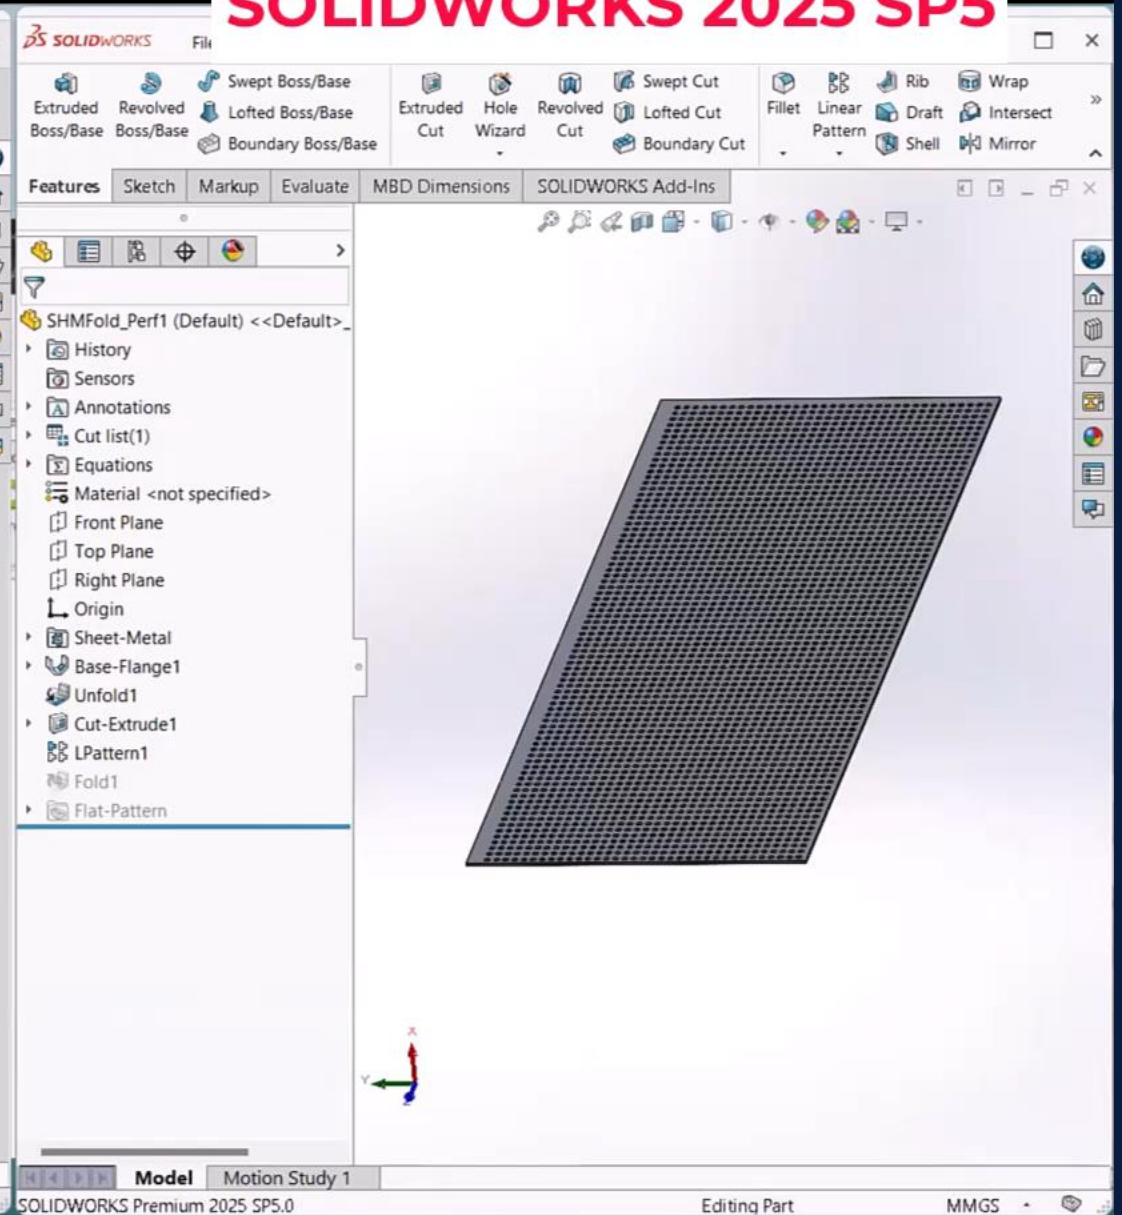 SOLIDWORKS 2025 SP5
SOLIDWORKS
Extruded Boss/Base
Revolved Boss/Base
Swept Boss/Base
Lofted Boss/Base
Boundary Boss/Base
Extruded Cut
Hole Wizard
Revolved Cut
Swept Cut
Lofted Cut
Boundary Cut
Fillet
Linear Pattern
Rib
Draft
Shell
Wrap
Intersect
Mirror
Features Sketch Markup Evaluate MBD Dimensions SOLIDWORKS Add-Ins
SHMFold_Perf1 (Default) <<Default>_
History
Sensors
Annotations
Cut list(1)
Equations
Material <not specified>
Front Plane
Top Plane
Right Plane
Origin
Sheet-Metal
Base-Flange1
Unfold1
Cut-Extrude1
LPattern1
Fold1
Flat-Pattern
X
Y
Z
Model Motion Study 1
SOLIDWORKS Premium 2025 SP5.0 Editing Part MMGS